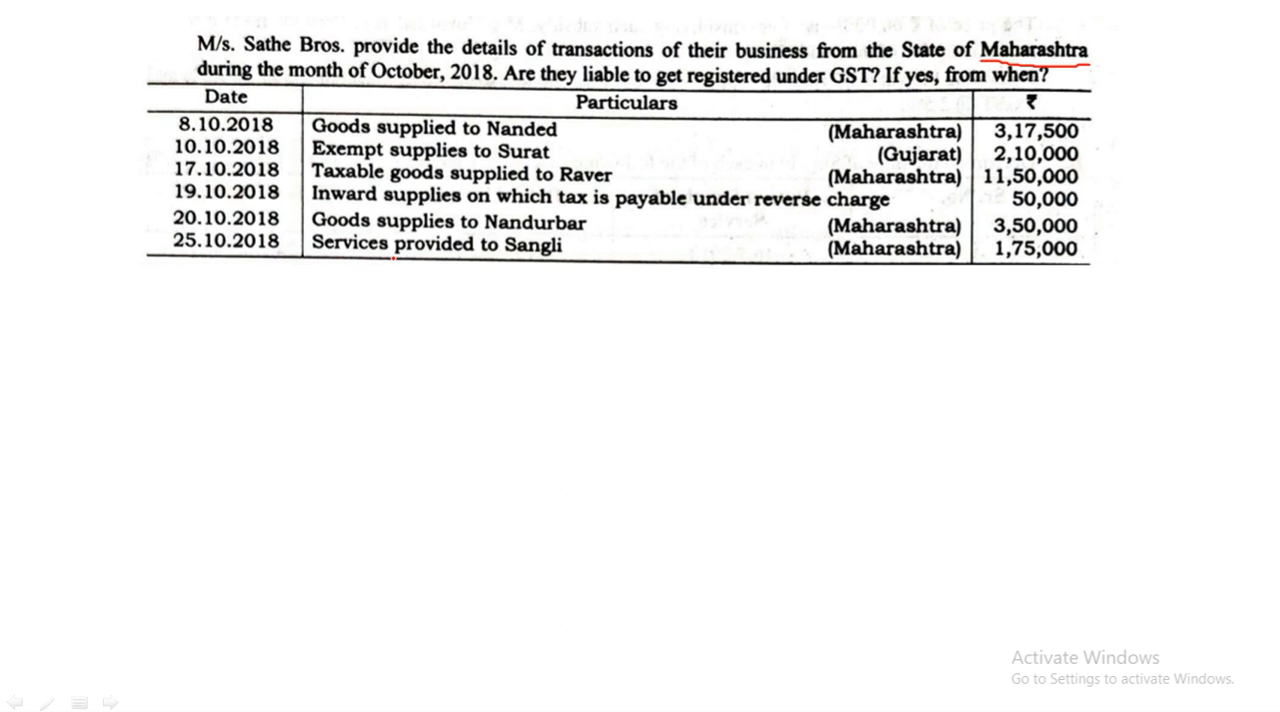 M/s. Sathe Bros. provide the details of transactions of their business from the State of Maharashtra
during the month of October, 2018. Are they liable to get registered under GST? If yes, from when?
Date Particulars ₹
8.10.2018 Goods supplied to Nanded (Maharashtra) 3,17,500
10.10.2018 Exempt supplies to Surat (Gujarat) 2,10,000
17.10.2018 Taxable goods supplied to Raver (Maharashtra) 11,50,000
19.10.2018 Inward supplies on which tax is payable under reverse charge 50,000
20.10.2018 Goods supplies to Nandurbar (Maharashtra) 3,50,000
25.10.2018 Services provided to Sangli (Maharashtra) 1,75,000
Activate Windows
Go to Settings to activate Windows.